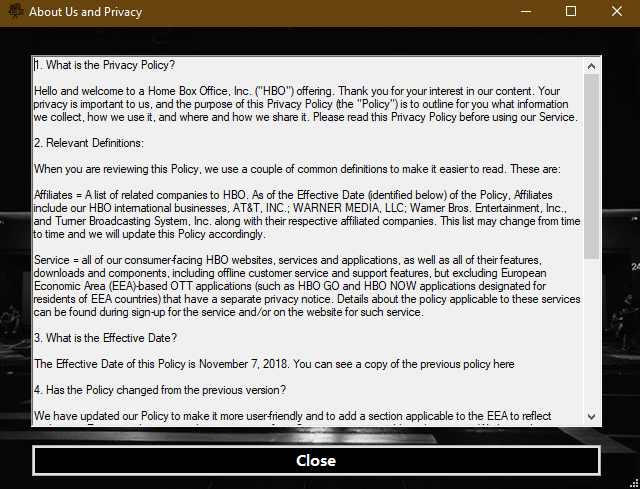 About Us and Privacy
1. What is the Privacy Policy?
Hello and welcome to a Home Box Office, Inc. ("HBO") offering. Thank you for your interest in our content. Your
privacy is important to us, and the purpose of this Privacy Policy (the "Policy") is to outline for you what information
we collect, how we use it, and where and how we share it. Please read this Privacy Policy before using our Service.
2. Relevant Definitions:
When you are reviewing this Policy, we use a couple of common definitions to make it easier to read. These are:
Affiliates = A list of related companies to HBO. As of the Effective Date (identified below) of the Policy, Affiliates
include our HBO international businesses, AT&T, INC.; WARNER MEDIA, LLC; Warner Bros. Entertainment, Inc.,
and Turner Broadcasting System, Inc. along with their respective affiliated companies. This list may change from time
to time and we will update this Policy accordingly.
Service = all of our consumer-facing HBO websites, services and applications, as well as all of their features,
downloads and components, including offline customer service and support features, but excluding European
Economic Area (EEA)-based OTT applications (such as HBO GO and HBO NOW applications designated for
residents of EEA countries) that have a separate privacy notice. Details about the policy applicable to these services
can be found during sign-up for the service and/or on the website for such service.
3. What is the Effective Date?
The Effective Date of this Policy is November 7, 2018. You can see a copy of the previous policy here
4. Has the Policy changed from the previous version?
We have updated our Policy to make it more user-friendly and to add a section applicable to the EEA to reflect
24
Close